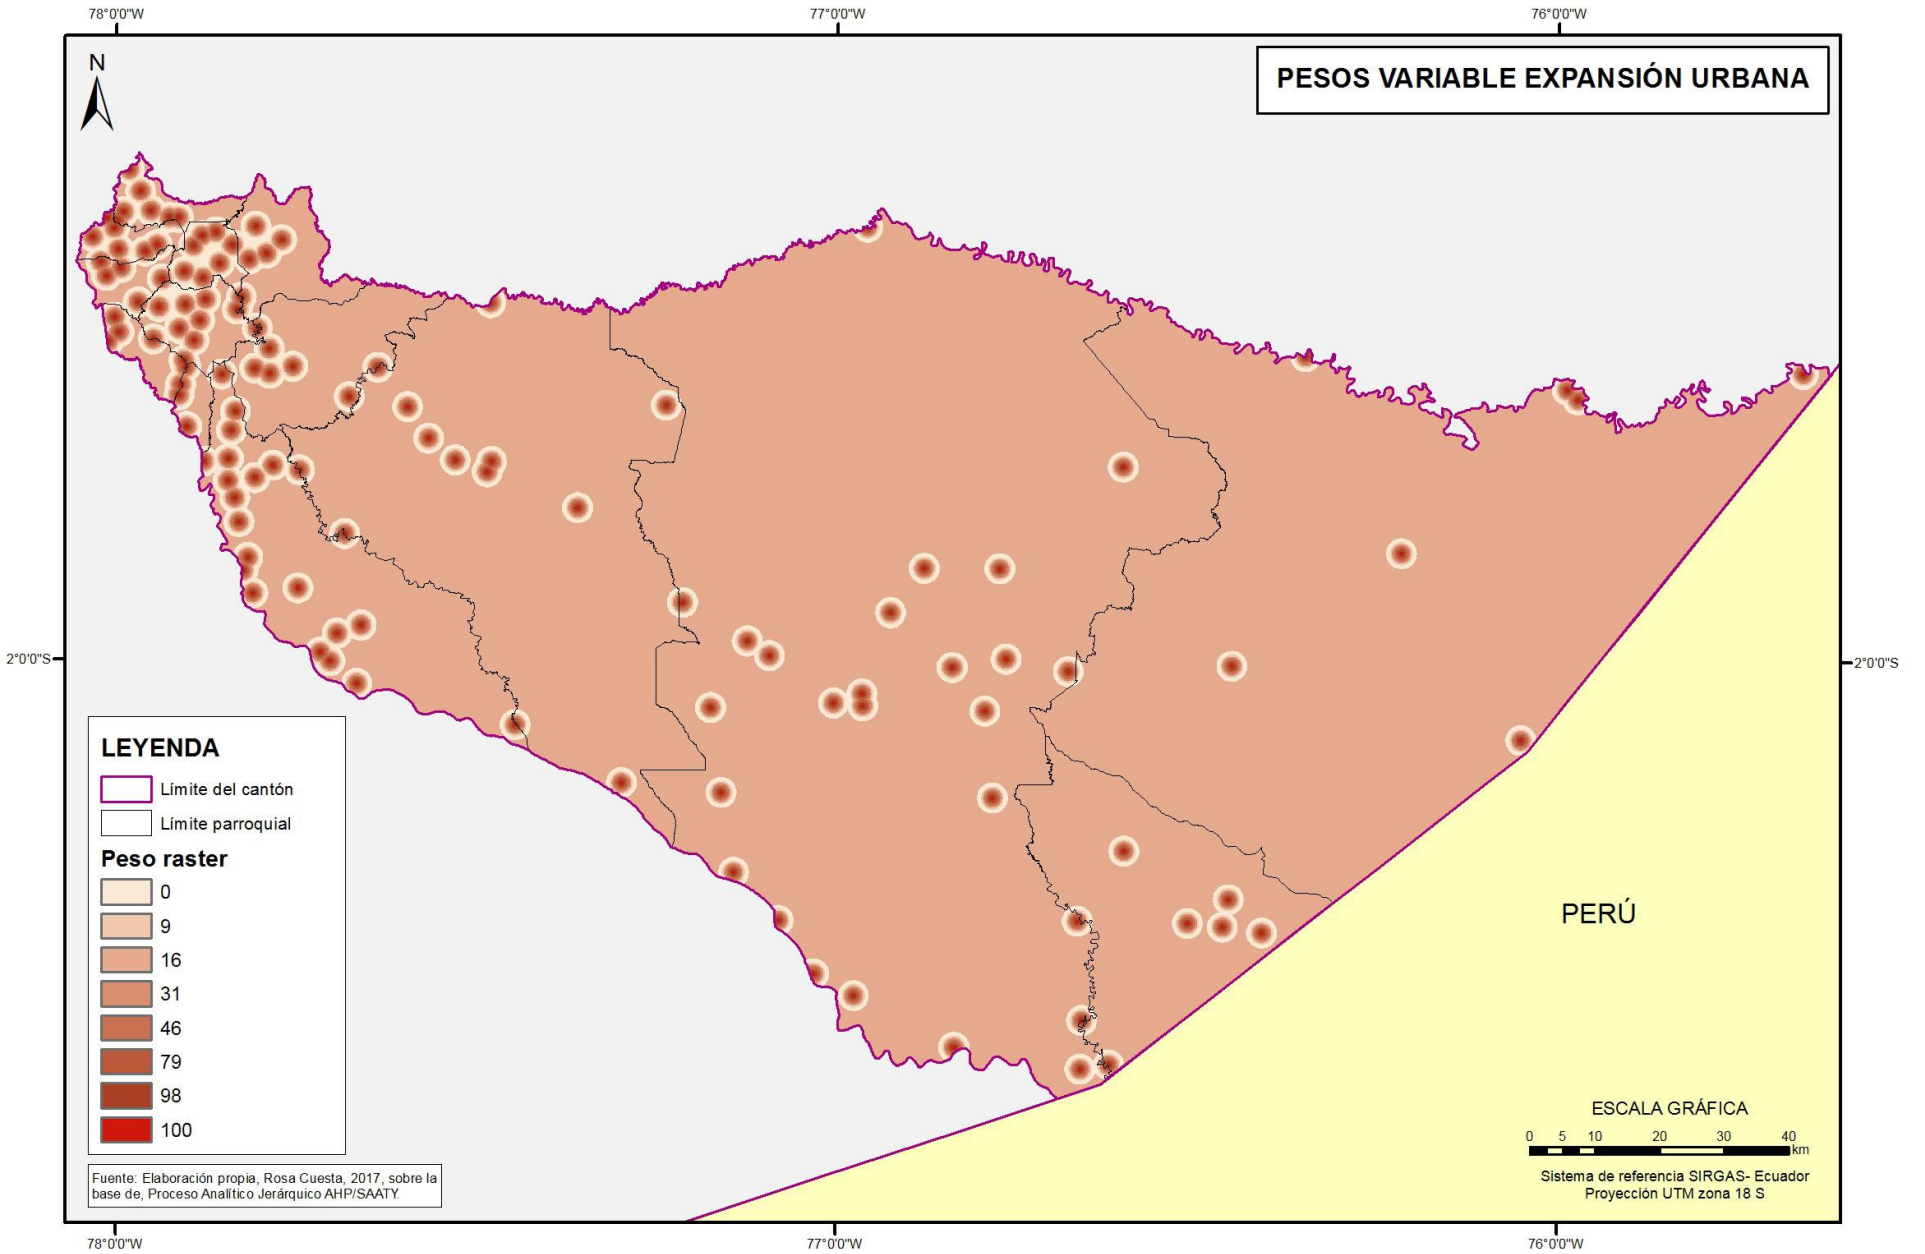 78°0'0"W
77°0'0"W
76°0'0"W
N
PESOS VARIABLE EXPANSIÓN URBANA
2°0'0"S
2°0'0"S
LEYENDA
Límite del cantón
Límite parroquial
Peso raster
0
9
16
31
46
79
98
100
PERÚ
ESCALA GRÁFICA
0 5 10 20 30 40
km
Sistema de referencia SIRGAS- Ecuador
Proyección UTM zona 18 S
Fuente: Elaboración propia, Rosa Cuesta, 2017, sobre la
base de, Proceso Analítico Jerárquico AHP/SAATY.
78°0'0"W
77°0'0"W
76°0'0"W